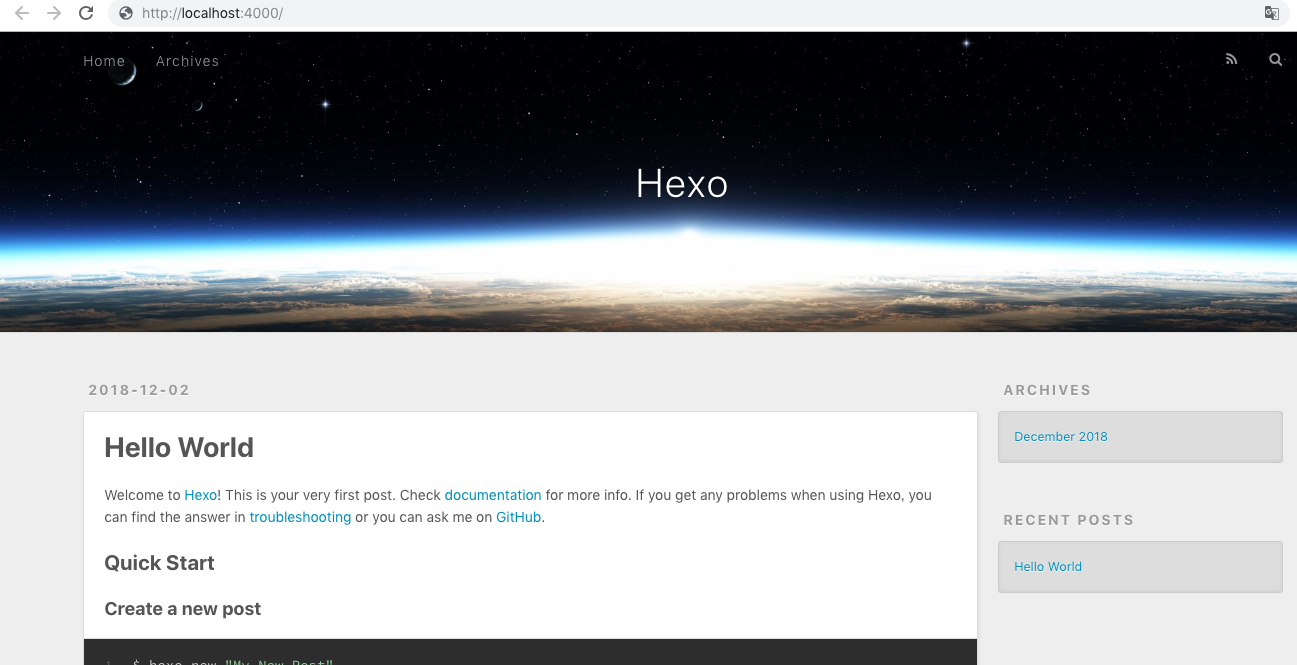 http://localhost:4000/
Home Archives
Hexo
2018-12-02
Hello World
Welcome to Hexo! This is your very first post. Check documentation for more info. If you get any problems when using Hexo, you
can find the answer in troubleshooting or you can ask me on GitHub.
Quick Start
Create a new post
1 $ hexo new "My New Post"
ARCHIVES
December 2018
RECENT POSTS
Hello World